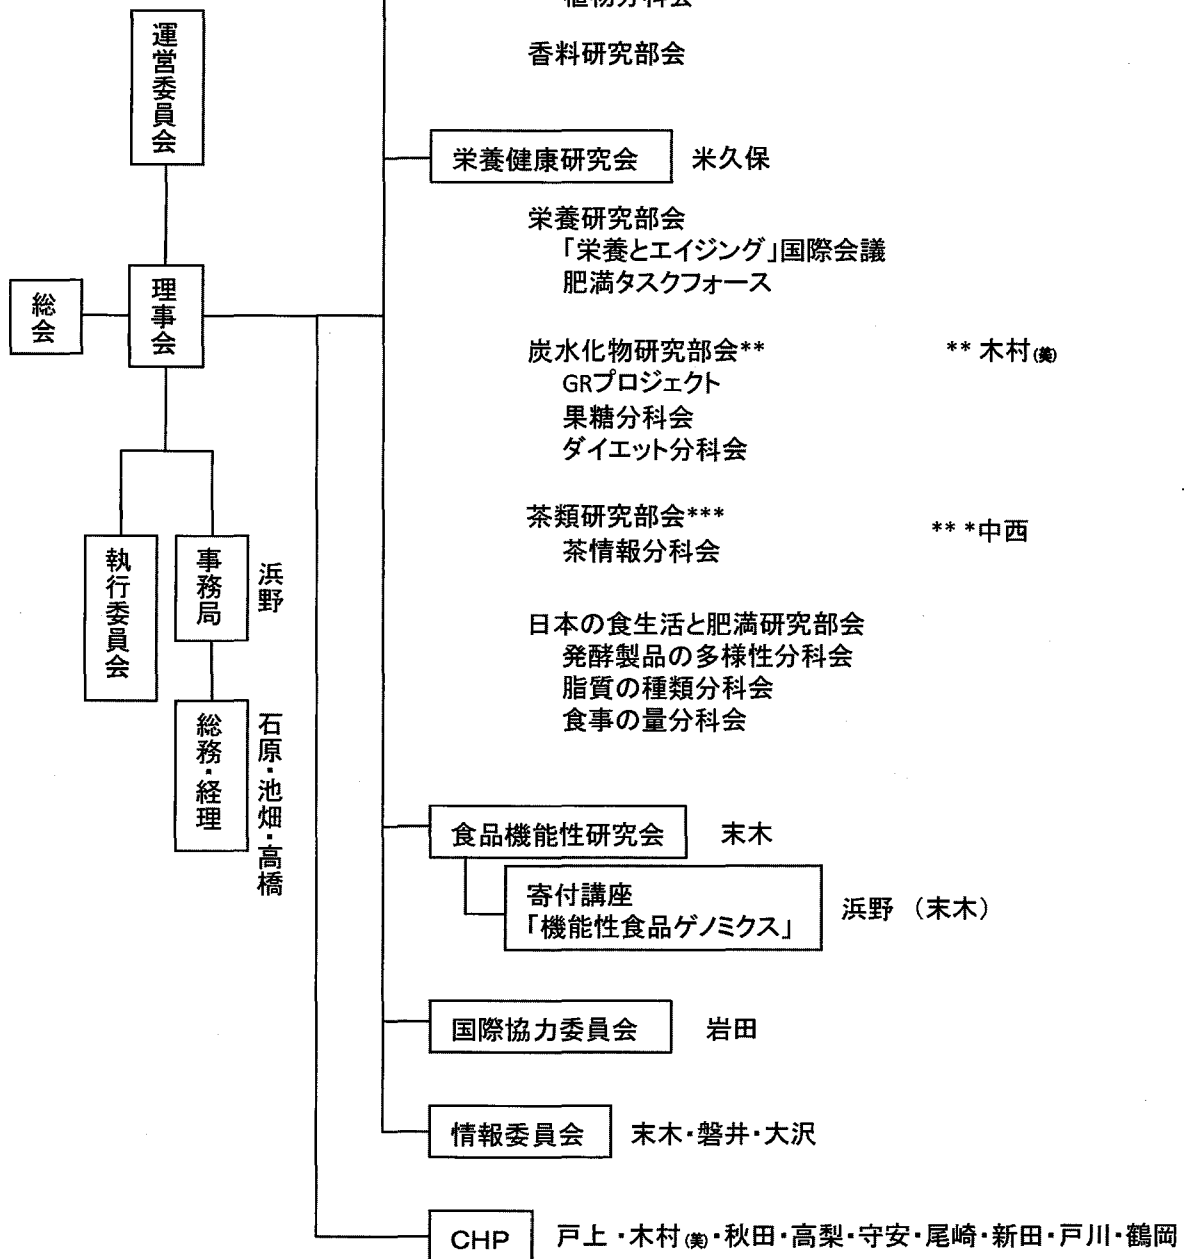 植物分科会
運営委員会
香料研究部会
栄養健康研究会 米久保
栄養研究部会
「栄養とエイジング」国際会議
肥満タスクフォース
総会
理事会
炭水化物研究部会** ** 木村(美)
GRプロジェクト
果糖分科会
ダイエット分科会
茶類研究部会*** ** *中西
茶情報分科会
執行委員会
事務局
浜野
日本の食生活と肥満研究部会
発酵製品の多様性分科会
脂質の種類分科会
食事の量分科会
総務・経理
石原・池畑・高橋
食品機能性研究会 末木
寄付講座
「機能性食品ゲノミクス」 浜野 (末木)
国際協力委員会 岩田
情報委員会 末木・磐井・大沢
CHP 戸上・木村(美)・秋田・高梨・守安・尾崎・新田・戸川・鶴岡